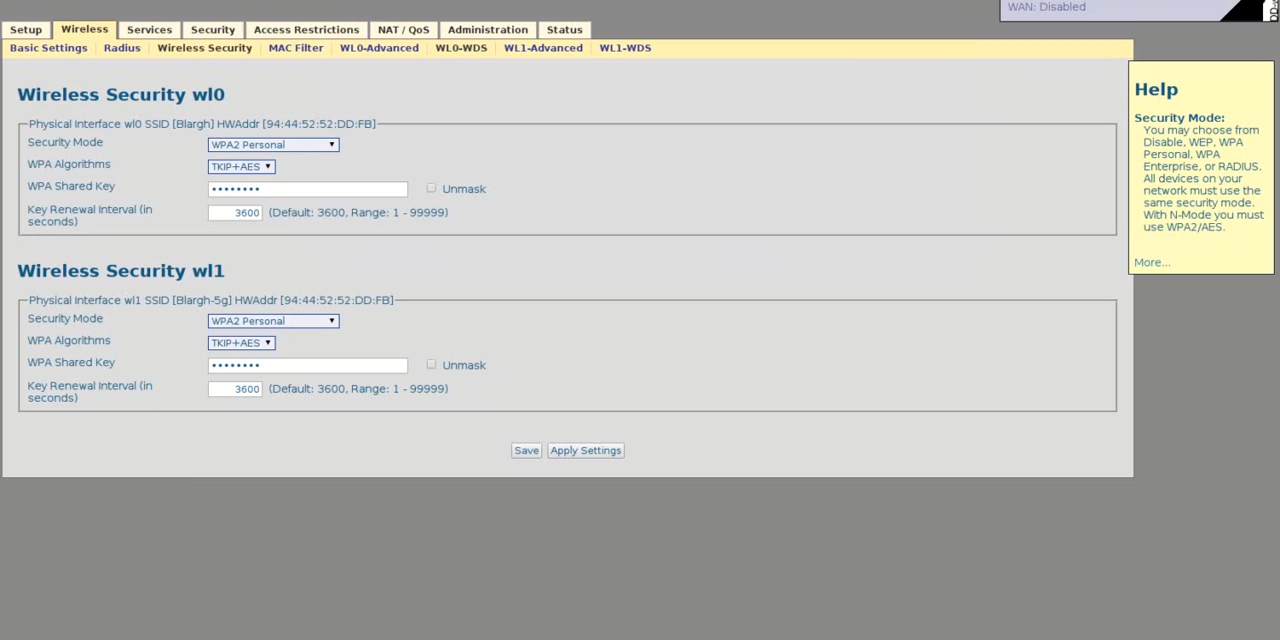 WAN: Disabled
Setup Wireless Services Security Access Restrictions NAT / QoS Administration Status
Basic Settings Radius Wireless Security MAC Filter WL0-Advanced WL0-WDS WL1-Advanced WL1-WDS
Wireless Security wl0
Physical Interface wl0 SSID [Blargh] HWAddr [94:44:52:52:DD:FB]
Security Mode WPA2 Personal
WPA Algorithms TKIP+AES
WPA Shared Key •••••••• Unmask
Key Renewal Interval (in
seconds) 3600 (Default: 3600, Range: 1 - 99999)
Wireless Security wl1
Physical Interface wl1 SSID [Blargh-5g] HWAddr [94:44:52:52:DD:FB]
Security Mode WPA2 Personal
WPA Algorithms TKIP+AES
WPA Shared Key •••••••• Unmask
Key Renewal Interval (in
seconds) 3600 (Default: 3600, Range: 1 - 99999)
Save Apply Settings
Help
Security Mode:
You may choose from
Disable, WEP, WPA
Personal, WPA
Enterprise, or RADIUS.
All devices on your
network must use the
same security mode.
With N-Mode you must
use WPA2/AES.
More...